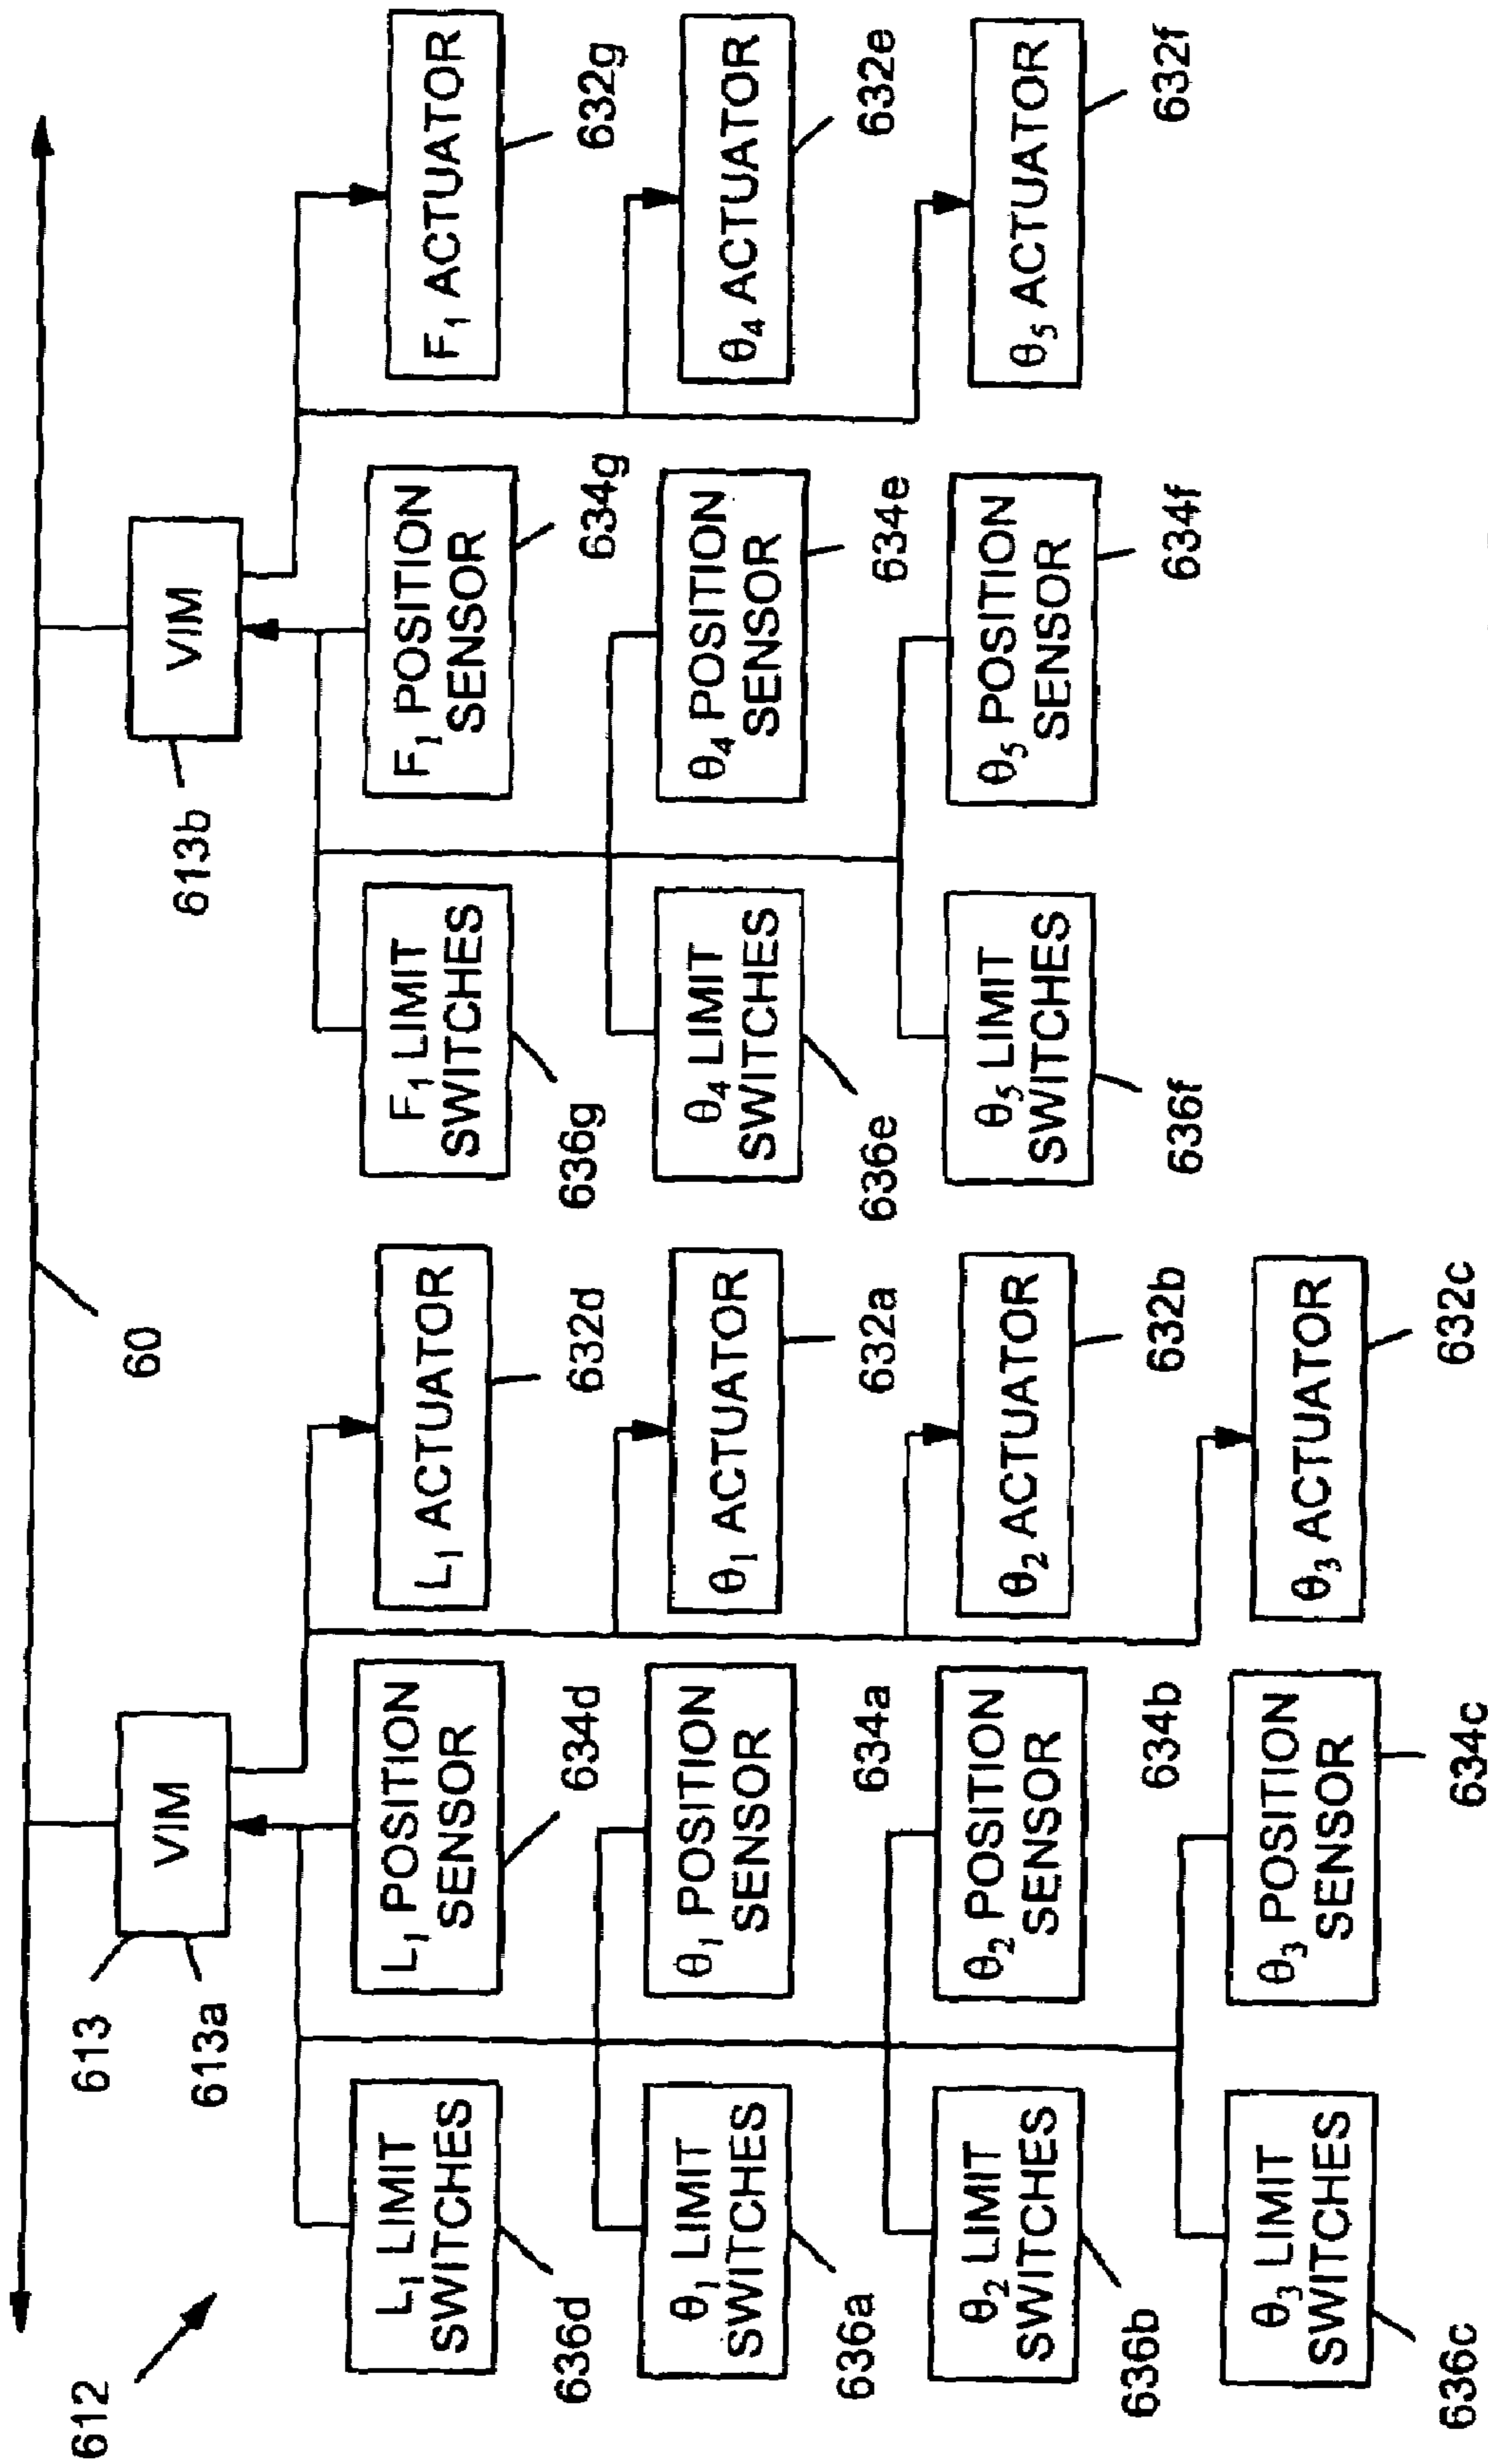 612
613
613a
VIM
60
613b
VIM
L₁ LIMIT
SWITCHES
636d
L₁ POSITION
SENSOR
634d
L₁ ACTUATOR
632d
F₁ LIMIT
SWITCHES
636g
F₁ POSITION
SENSOR
634g
F₁ ACTUATOR
632g
θ₁ LIMIT
SWITCHES
636a
θ₁ POSITION
SENSOR
634a
θ₁ ACTUATOR
632a
θ₄ LIMIT
SWITCHES
636e
θ₄ POSITION
SENSOR
634e
θ₄ ACTUATOR
632e
θ₂ LIMIT
SWITCHES
636b
θ₂ POSITION
SENSOR
634b
θ₂ ACTUATOR
632b
θ₅ LIMIT
SWITCHES
636f
θ₅ POSITION
SENSOR
634f
θ₅ ACTUATOR
632f
θ₃ LIMIT
SWITCHES
636c
θ₃ POSITION
SENSOR
634c
θ₃ ACTUATOR
632c